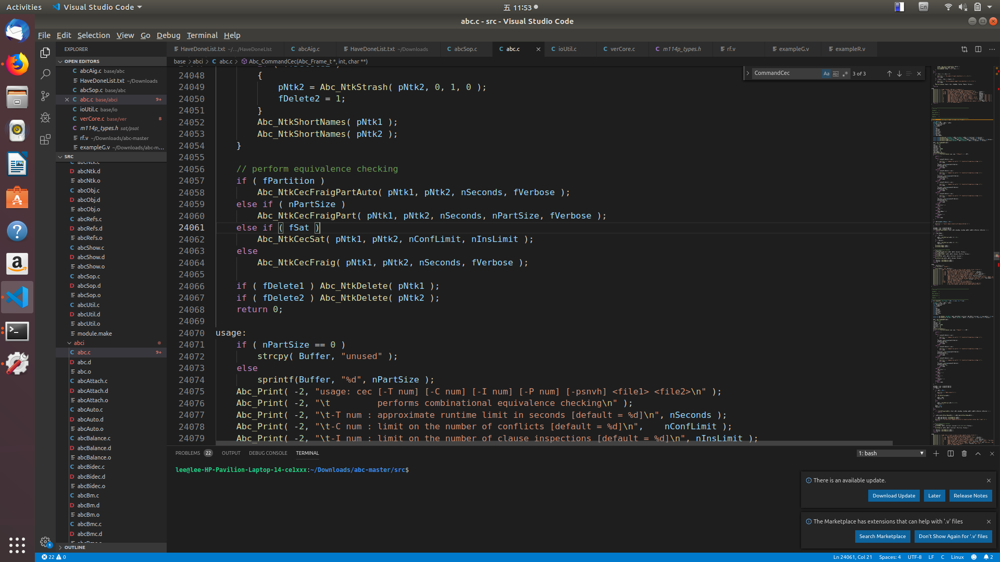 Activities
Visual Studio Code
五 11:53
En
abc.c - src - Visual Studio Code
File Edit Selection View Go Debug Terminal Help
EXPLORER
HaveDoneList.txt ~/.../HaveDoneList
abcAig.c
HaveDoneList.txt ~/Downloads
abcSop.c
abc.c
ioUtil.c
verCore.c
m114p_types.h
rf.v
exampleG.v
exampleR.v
OPEN EDITORS
abcAig.c base/abc
HaveDoneList.txt ~/Downloads
abcSop.c base/abc
abc.c base/abci 9+
ioUtil.c base/io
verCore.c base/ver 8
m114p_types.h sat/psat
rf.v ~/Downloads/abc-master
exampleG.v ~/Downloads/abc-m...
SRC
abcNtk.c
abcNtk.d
abcNtk.o
abcObj.c
abcObj.d
abcObj.o
abcRefs.c
abcRefs.d
abcRefs.o
abcShow.c
abcShow.d
abcShow.o
abcSop.c
abcSop.d
abcSop.o
abcUtil.c
abcUtil.d
abcUtil.o
module.make
abci
abc.c 9+
abc.d
abc.o
abcAttach.c
abcAttach.d
abcAttach.o
abcAuto.c
abcAuto.d
abcAuto.o
abcBalance.c
abcBalance.d
abcBalance.o
abcBidec.c
abcBidec.d
abcBidec.o
abcBm.c
abcBm.d
abcBm.o
abcBmc.c
abcBmc.d
OUTLINE
base > abci > C abc.c > Abc_CommandCec(Abc_Frame_t *, int, char **)
CommandCec
Aa Abl .* 3 of 3
24048 {
24049 pNtk2 = Abc_NtkStrash( pNtk2, 0, 1, 0 );
24050 fDelete2 = 1;
24051 }
24052 Abc_NtkShortNames( pNtk1 );
24053 Abc_NtkShortNames( pNtk2 );
24054 }
24055
24056 // perform equivalence checking
24057 if ( fPartition )
24058 Abc_NtkCecFraigPartAuto( pNtk1, pNtk2, nSeconds, fVerbose );
24059 else if ( nPartSize )
24060 Abc_NtkCecFraigPart( pNtk1, pNtk2, nSeconds, nPartSize, fVerbose );
24061 else if ( fSat )
24062 Abc_NtkCecSat( pNtk1, pNtk2, nConfLimit, nInsLimit );
24063 else
24064 Abc_NtkCecFraig( pNtk1, pNtk2, nSeconds, fVerbose );
24065
24066 if ( fDelete1 ) Abc_NtkDelete( pNtk1 );
24067 if ( fDelete2 ) Abc_NtkDelete( pNtk2 );
24068 return 0;
24069
24070 usage:
24071 if ( nPartSize == 0 )
24072 strcpy( Buffer, "unused" );
24073 else
24074 sprintf(Buffer, "%d", nPartSize );
24075 Abc_Print( -2, "usage: cec [-T num] [-C num] [-I num] [-P num] [-psnvh] <file1> <file2>\n" );
24076 Abc_Print( -2, "\t         performs combinational equivalence checking\n" );
24077 Abc_Print( -2, "\t-T num : approximate runtime limit in seconds [default = %d]\n", nSeconds );
24078 Abc_Print( -2, "\t-C num : limit on the number of conflicts [default = %d]\n",    nConfLimit );
24079 Abc_Print( -2, "\t-I num : limit on the number of clause inspections [default = %d]\n", nInsLimit );
PROBLEMS 22 OUTPUT DEBUG CONSOLE TERMINAL
1: bash
lee@lee-HP-Pavilion-Laptop-14-ce1xxx:~/Downloads/abc-master/src$
There is an available update.
Download Update Later Release Notes
The Marketplace has extensions that can help with '.v' files
Search Marketplace Don't Show Again for '.v' files
1
22 0
Ln 24061, Col 21 Spaces: 4 UTF-8 LF C Linux 2